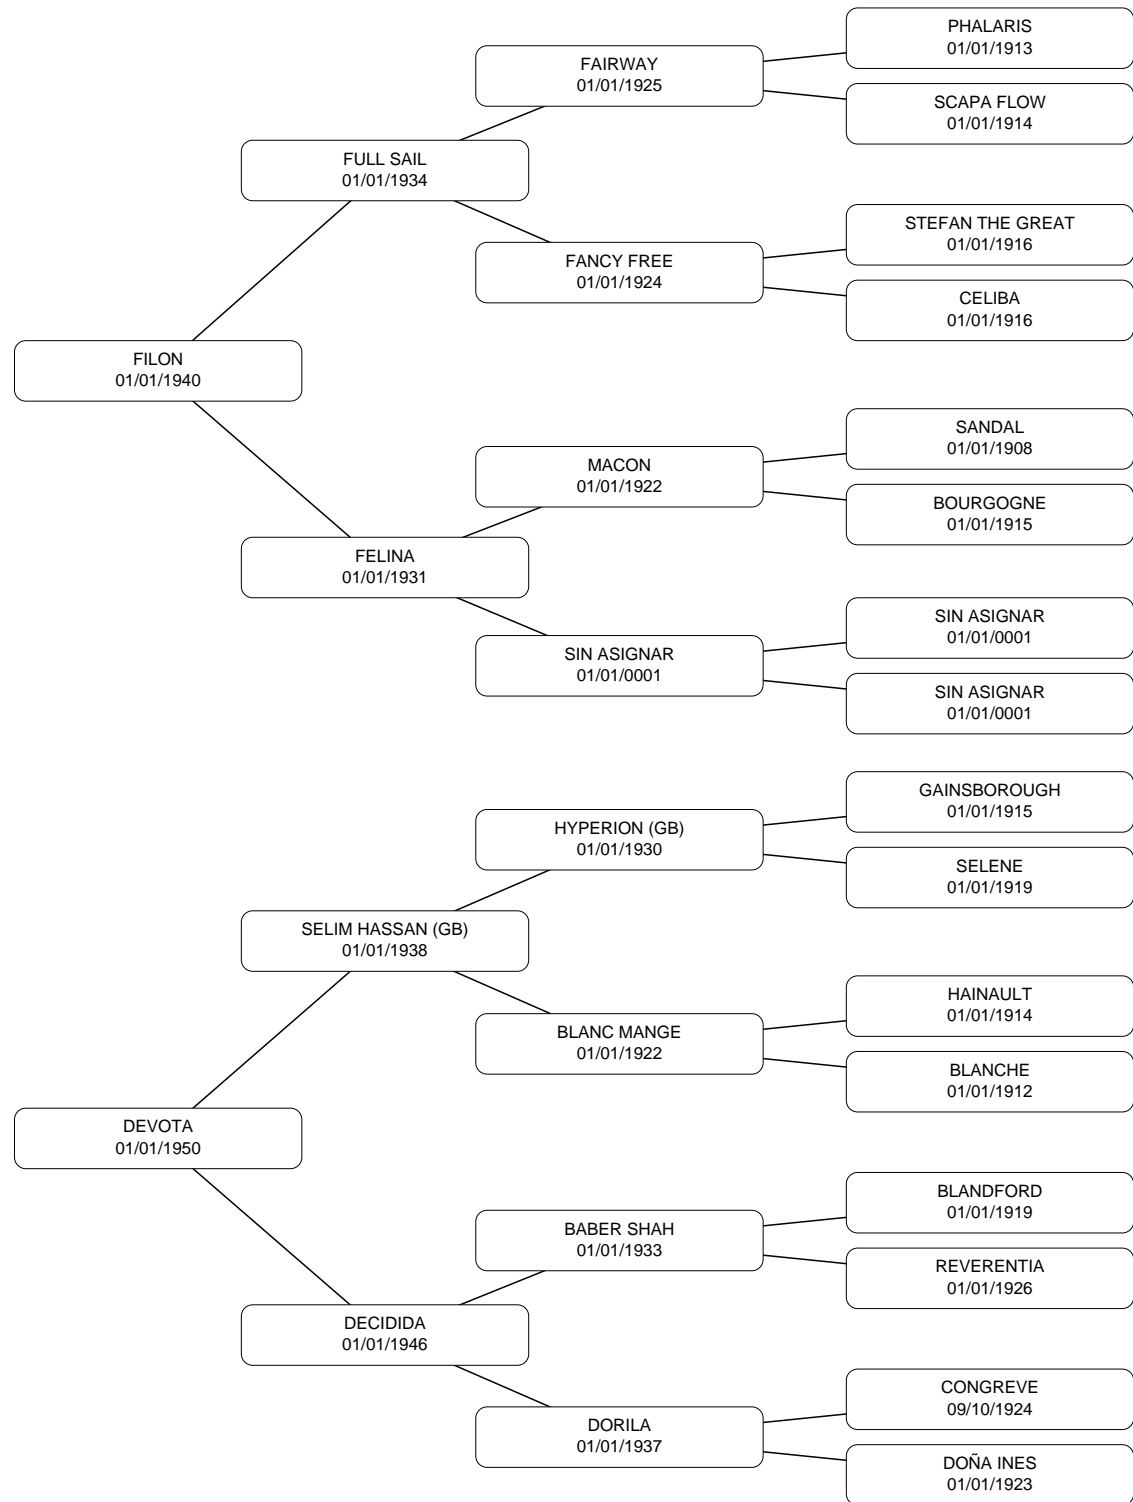 PHALARIS
01/01/1913
FAIRWAY
01/01/1925
SCAPA FLOW
01/01/1914
FULL SAIL
01/01/1934
STEFAN THE GREAT
01/01/1916
FANCY FREE
01/01/1924
CELIBA
01/01/1916
FILON
01/01/1940
SANDAL
01/01/1908
MACON
01/01/1922
BOURGOGNE
01/01/1915
FELINA
01/01/1931
SIN ASIGNAR
01/01/0001
SIN ASIGNAR
01/01/0001
SIN ASIGNAR
01/01/0001
GAINSBOROUGH
01/01/1915
HYPERION (GB)
01/01/1930
SELENE
01/01/1919
SELIM HASSAN (GB)
01/01/1938
HAINAULT
01/01/1914
BLANC MANGE
01/01/1922
BLANCHE
01/01/1912
DEVOTA
01/01/1950
BLANDFORD
01/01/1919
BABER SHAH
01/01/1933
REVERENTIA
01/01/1926
DECIDIDA
01/01/1946
CONGREVE
09/10/1924
DORILA
01/01/1937
DOÑA INES
01/01/1923